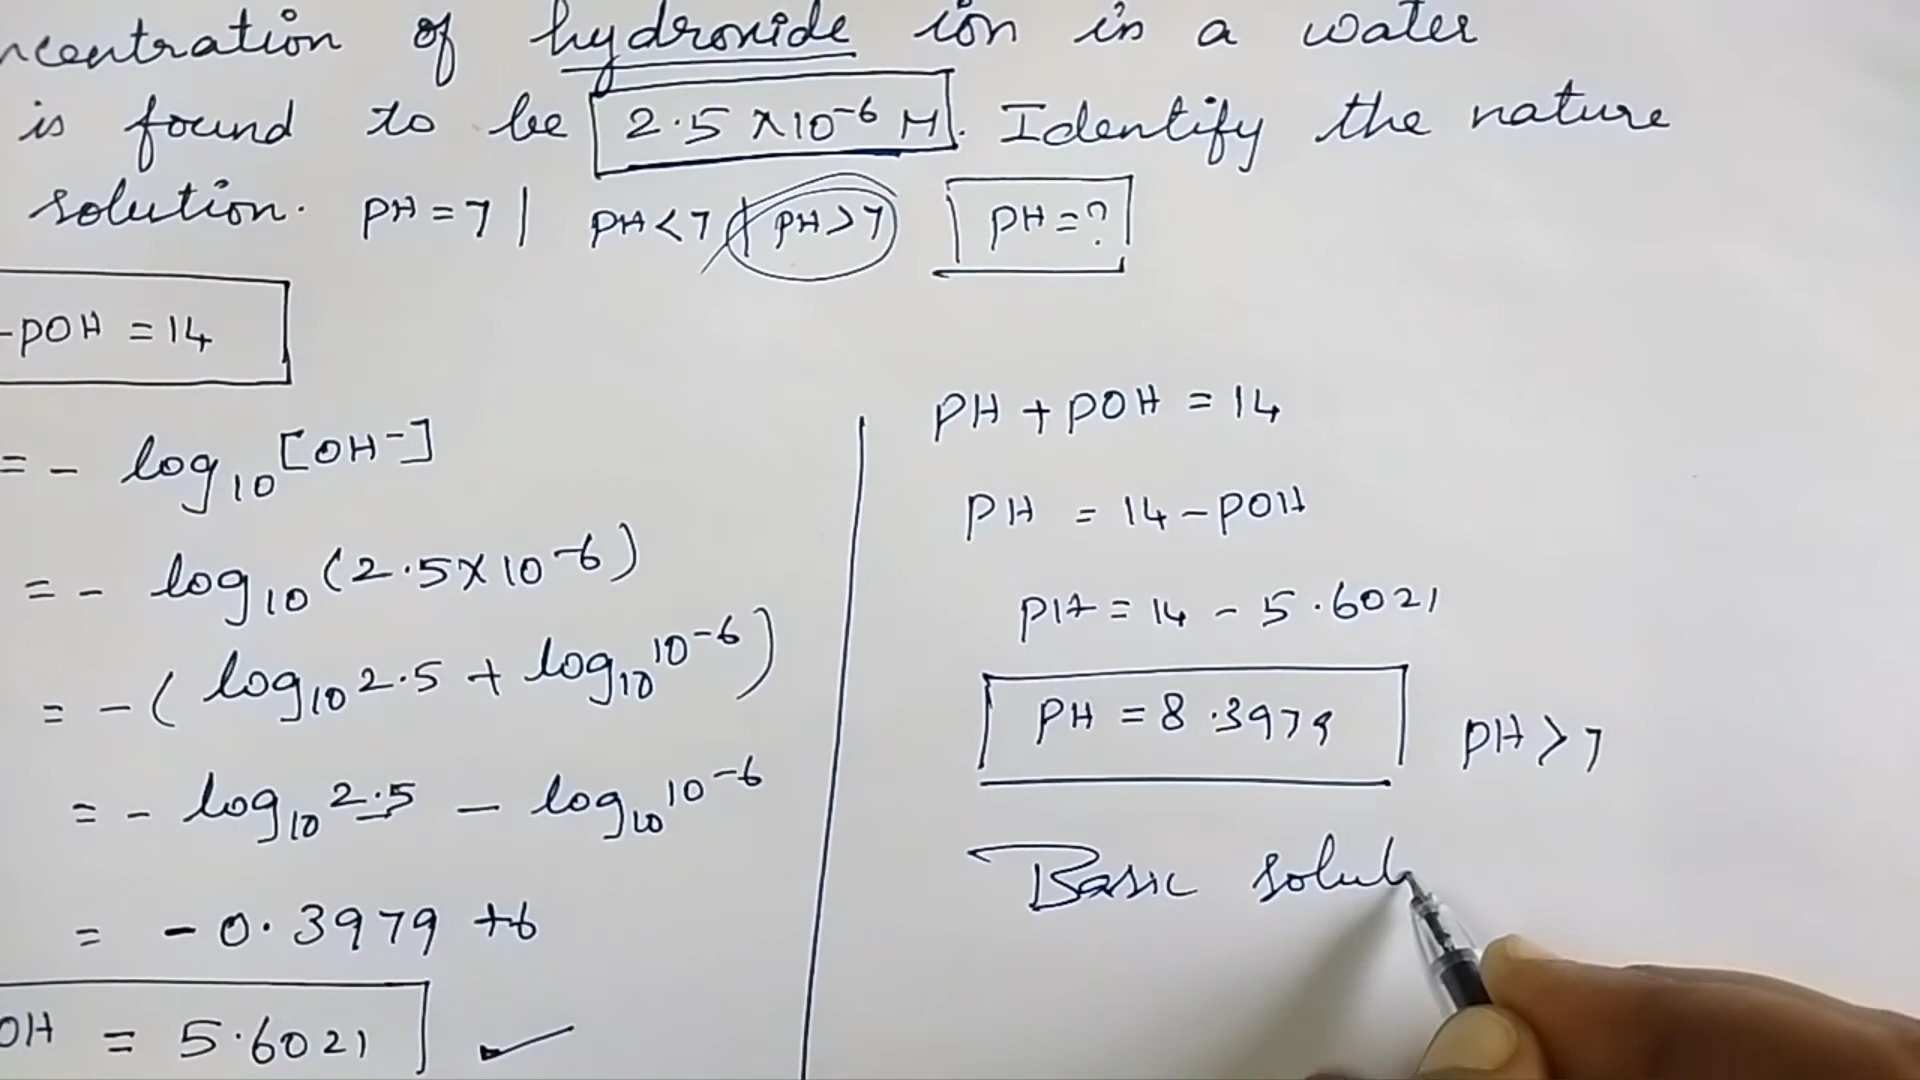 ncentration of hydroxide ion in a water
is found to be 2.5 × 10⁻⁶ M. Identify the nature
solution. PH = 7 | PH < 7 | PH > 7 PH = ?
-POH = 14
= - log₁₀ [OH⁻]
= - log₁₀ (2.5 × 10⁻⁶)
= - ( log₁₀ 2.5 + log₁₀ 10⁻⁶ )
= - log₁₀ 2.5 - log₁₀ 10⁻⁶
= - 0.3979 + 6
OH = 5.6021 ✓
PH + POH = 14
PH = 14 - POH
PH = 14 - 5.6021
PH = 8.3979 PH > 7
Basic solut